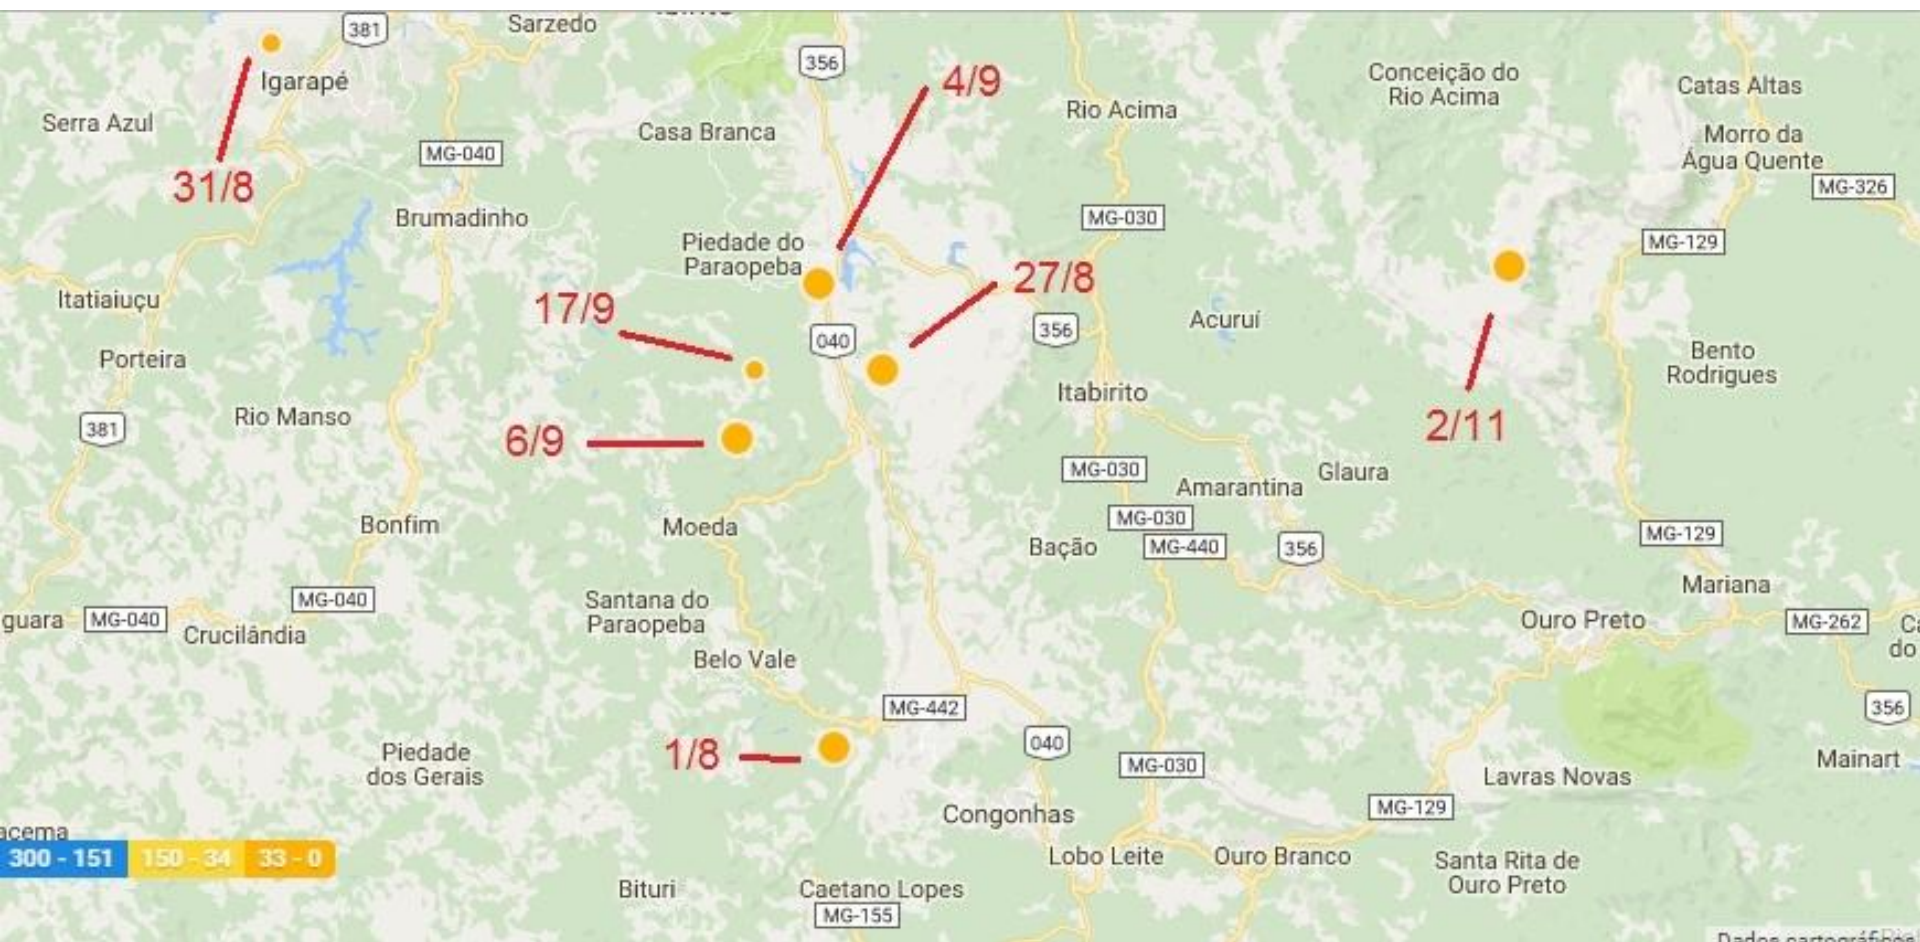 Sarzedo
381
356
Igarapé
4/9
Conceição do
Rio Acima
Catas Altas
Rio Acima
Serra Azul
Casa Branca
Morro da
Água Quente
MG-040
31/8
MG-326
Brumadinho
MG-030
Piedade do
Paraopeba
MG-129
27/8
17/9
Itatiaiuçu
Acuruí
356
040
Porteira
Bento
Rodrigues
Itabirito
Rio Manso
381
6/9
2/11
MG-030
Glaura
Amarantina
MG-030
Bonfim
Moeda
Bação
MG-440
356
MG-129
Mariana
MG-040
Santana do
Paraopeba
guara
MG-040
Crucilândia
Ouro Preto
MG-262
Belo Vale
do
MG-442
356
1/8
040
Piedade
dos Gerais
MG-030
Mainart
Lavras Novas
MG-129
Congonhas
acema
300 - 151
150 - 34
33 - 0
Lobo Leite
Ouro Branco
Santa Rita de
Ouro Preto
Bituri
Caetano Lopes
MG-155